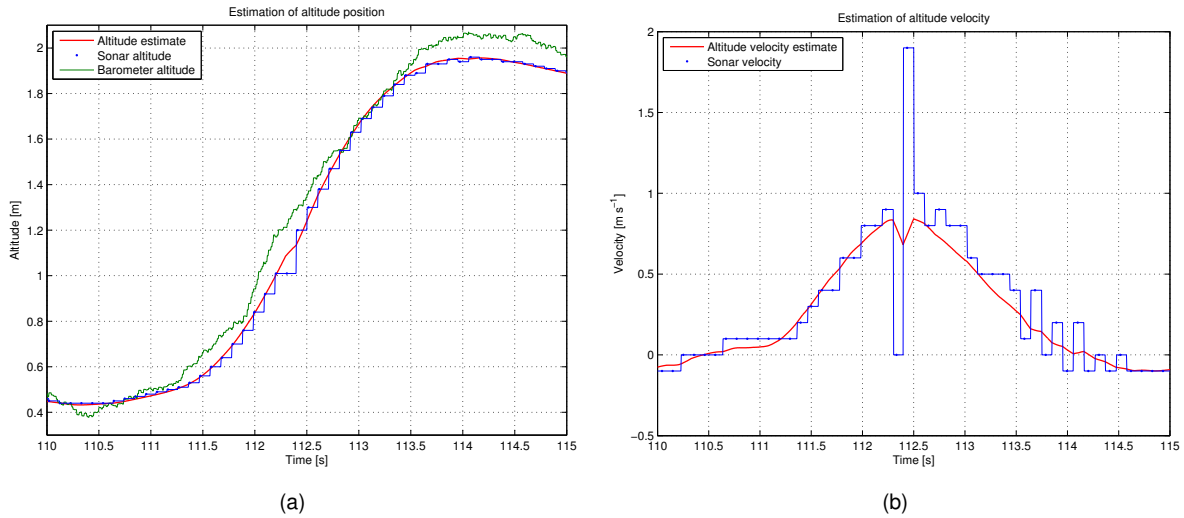 Estimation of altitude position
Altitude estimate
Sonar altitude
Barometer altitude
2
1.8
1.6
1.4
1.2
1
0.8
0.6
0.4
Altitude [m]
110 110.5 111 111.5 112 112.5 113 113.5 114 114.5 115
Time [s]
(a)
Estimation of altitude velocity
Altitude velocity estimate
Sonar velocity
2
1.5
1
0.5
0
−0.5
Velocity [m s⁻¹]
110 110.5 111 111.5 112 112.5 113 113.5 114 114.5 115
Time [s]
(b)